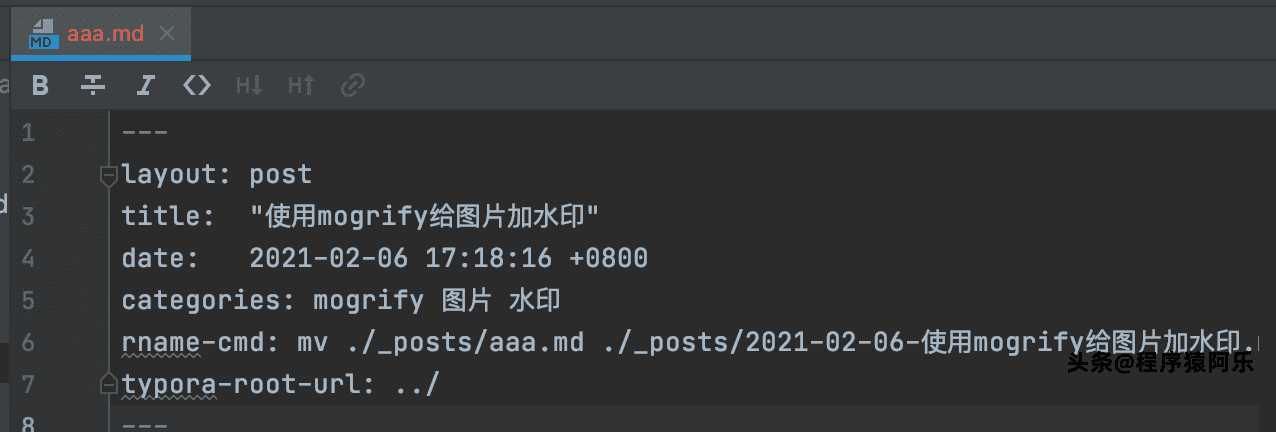 aaa.md
MD
B I <> H↓ H↑
1 ---
2 layout: post
3 title:  "使用mogrify给图片加水印"
4 date:   2021-02-06 17:18:16 +0800
5 categories: mogrify 图片 水印
6 rname-cmd: mv ./_posts/aaa.md ./_posts/2021-02-06-使用mogrify给图片加水印.
头条@程序猿阿乐
7 typora-root-url: ../
8 ---